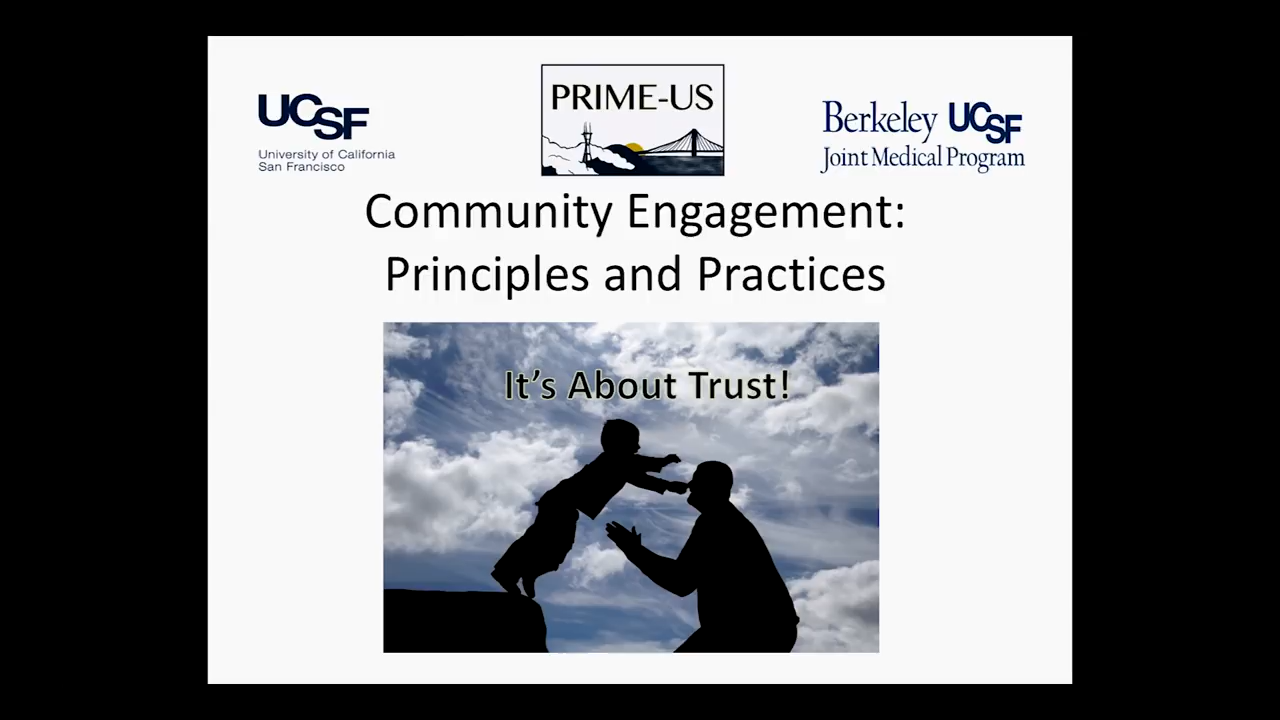 UCSF
University of California
San Francisco
PRIME-US
Berkeley UCSF
Joint Medical Program
Community Engagement:
Principles and Practices
It's About Trust!